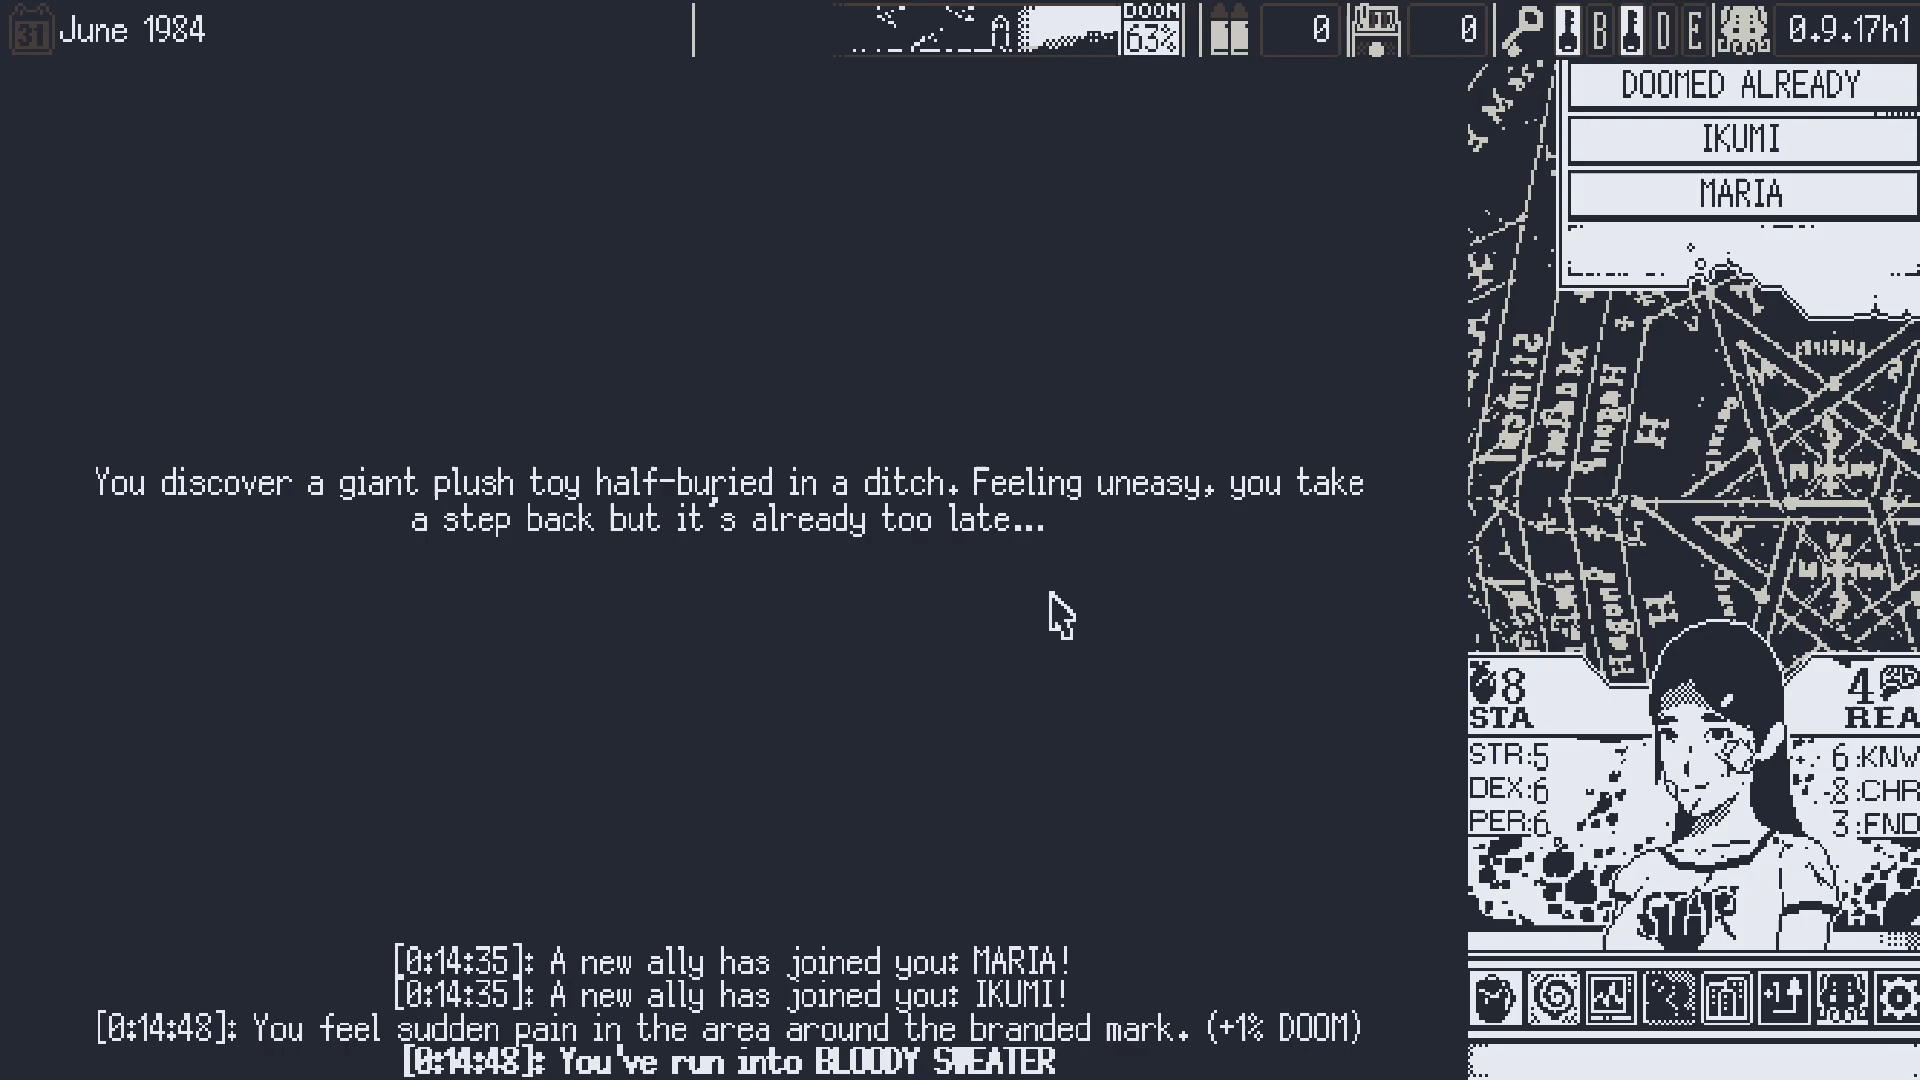 June 1984
DOOM
63%
0
0
B D E
0.9.17h1
DOOMED ALREADY
IKUMI
MARIA
You discover a giant plush toy half-buried in a ditch. Feeling uneasy, you take
a step back but it's already too late...
8
STA
4
REA
STR:5
DEX:6
PER:6
6:KNW
8:CHR
3:FND
STAR
[0:14:35]: A new ally has joined you: MARIA!
[0:14:35]: A new ally has joined you: IKUMI!
[0:14:48]: You feel sudden pain in the area around the branded mark. (+1% DOOM)
[0:14:48]: You've run into BLOODY SWEATER